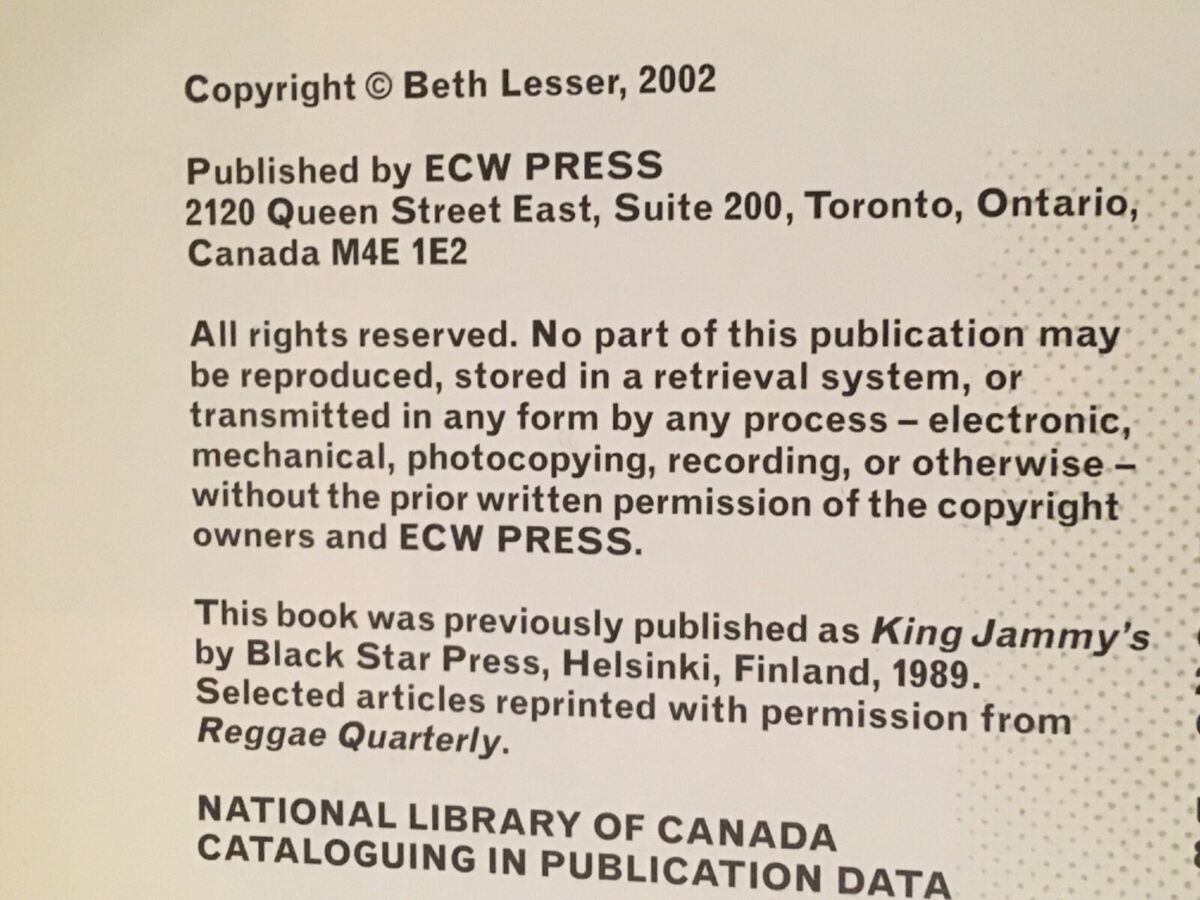 Copyright © Beth Lesser, 2002
Published by ECW PRESS
2120 Queen Street East, Suite 200, Toronto, Ontario,
Canada M4E 1E2
All rights reserved. No part of this publication may
be reproduced, stored in a retrieval system, or
transmitted in any form by any process – electronic,
mechanical, photocopying, recording, or otherwise –
without the prior written permission of the copyright
owners and ECW PRESS.
This book was previously published as King Jammy's
by Black Star Press, Helsinki, Finland, 1989.
Selected articles reprinted with permission from
Reggae Quarterly.
NATIONAL LIBRARY OF CANADA
CATALOGUING IN PUBLICATION DATA